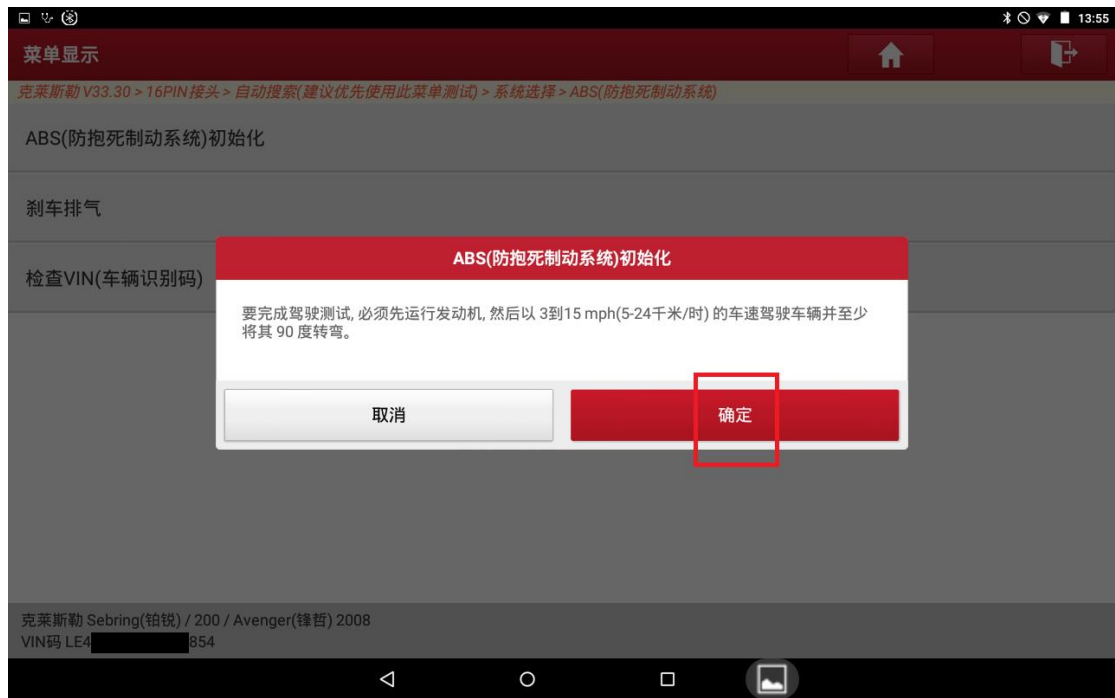 13:55
菜单显示
克莱斯勒 V33.30 > 16PIN接头 > 自动搜索(建议优先使用此菜单测试) > 系统选择 > ABS(防抱死制动系统)
ABS(防抱死制动系统)初始化
刹车排气
检查VIN(车辆识别码)
ABS(防抱死制动系统)初始化
要完成驾驶测试, 必须先运行发动机, 然后以 3到15 mph(5-24千米/时) 的车速驾驶车辆并至少
将其 90 度转弯。
取消
确定
克莱斯勒 Sebring(铂锐) / 200 / Avenger(锋哲) 2008
VIN码 LE4 854